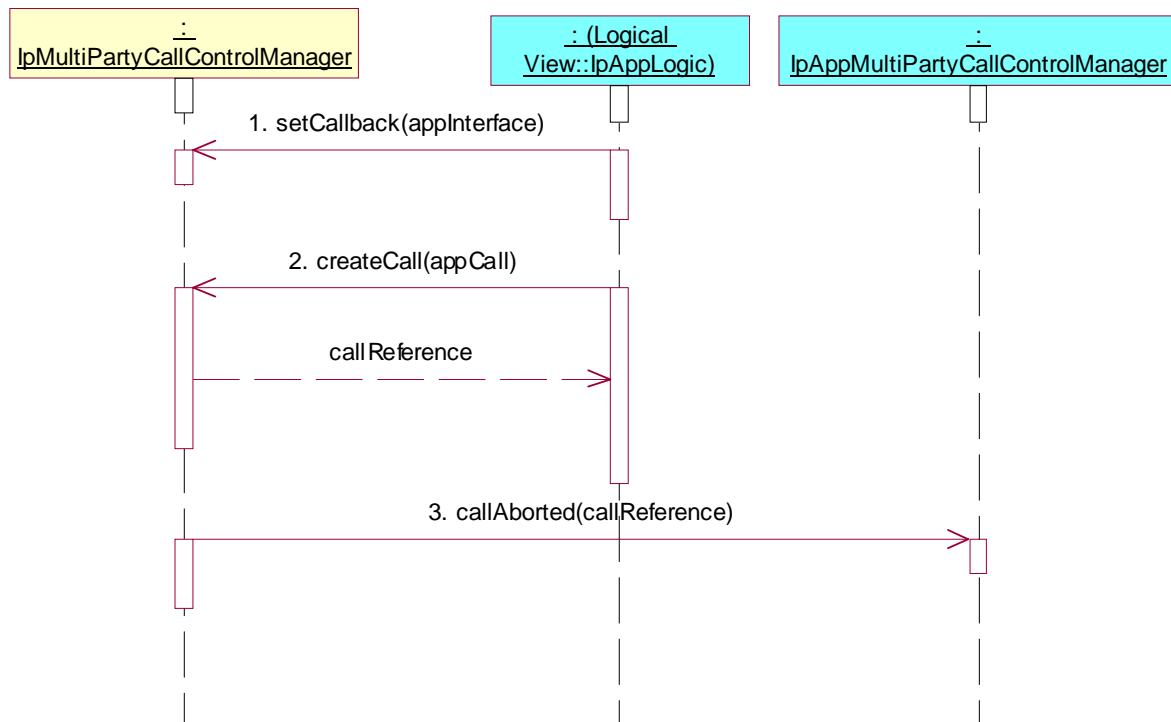 :
IpMultiPartyCallControlManager
: (Logical
View::IpAppLogic)
:
IpAppMultiPartyCallControlManager
1. setCallback(appInterface)
2. createCall(appCall)
callReference
3. callAborted(callReference)